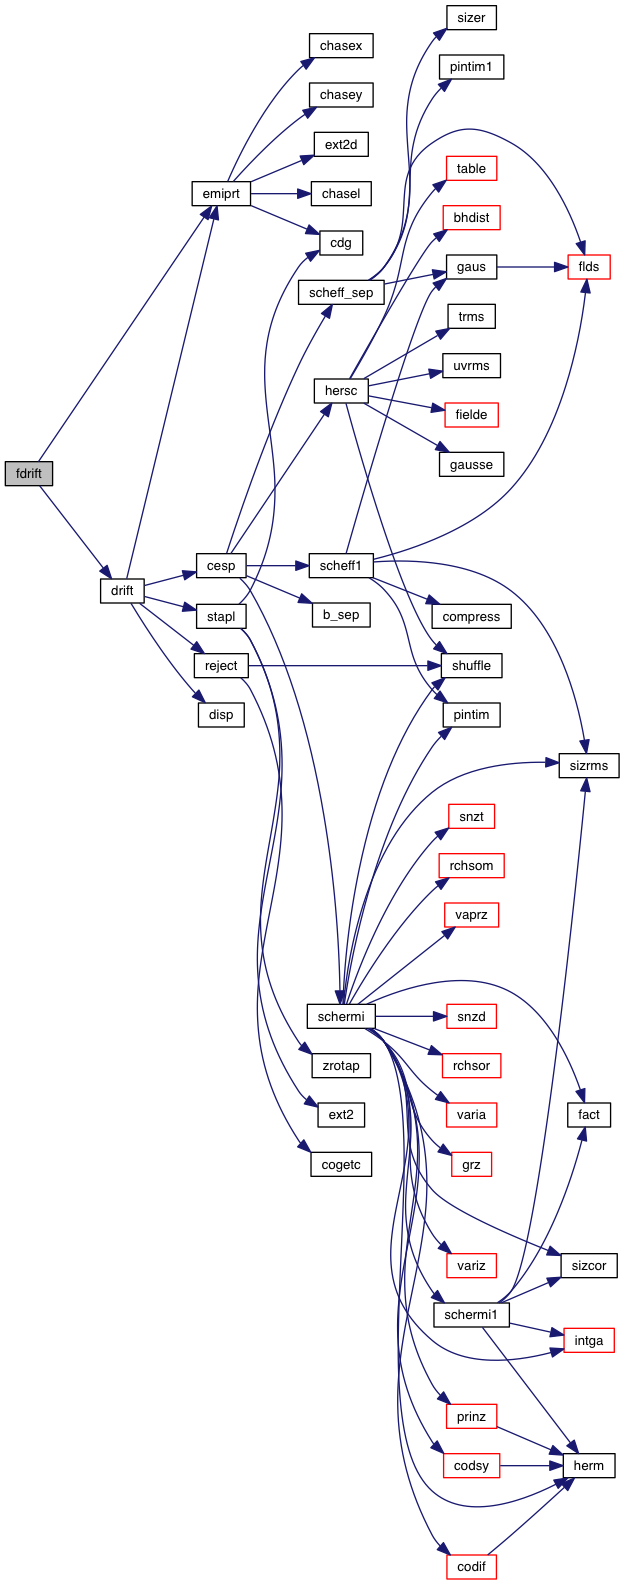 sizer
chasex
pintim1
chasey
ext2d
table
emiprt
chasel
bhdist
cdg
gaus
flds
scheff_sep
trms
uvrms
hersc
fielde
gausse
fdrift
cesp
scheff1
drift
stapl
b_sep
compress
reject
shuffle
disp
pintim
sizrms
snzt
rchsom
vaprz
schermi
snzd
zrotap
rchsor
ext2
varia
fact
cogetc
grz
variz
sizcor
schermi1
intga
prinz
codsy
herm
codif